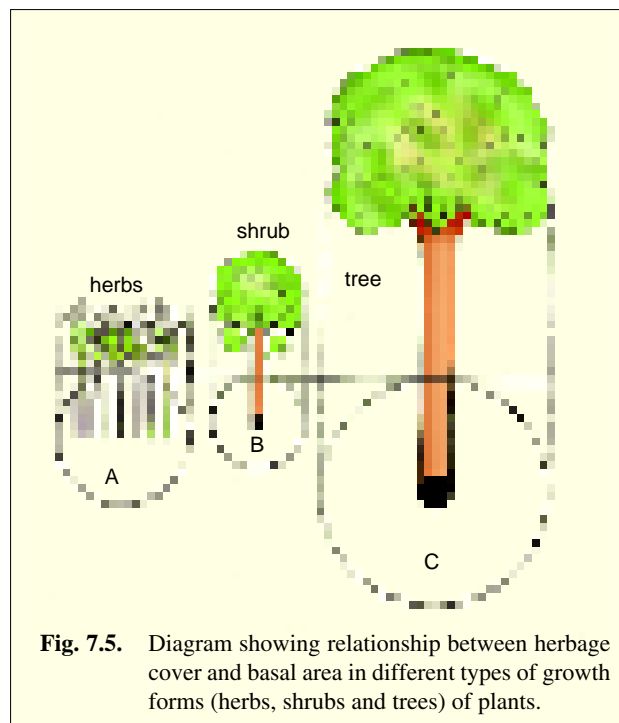 shrub
herbs
tree
B
A
C
Fig. 7.5. Diagram showing relationship between herbage
cover and basal area in different types of growth
forms (herbs, shrubs and trees) of plants.